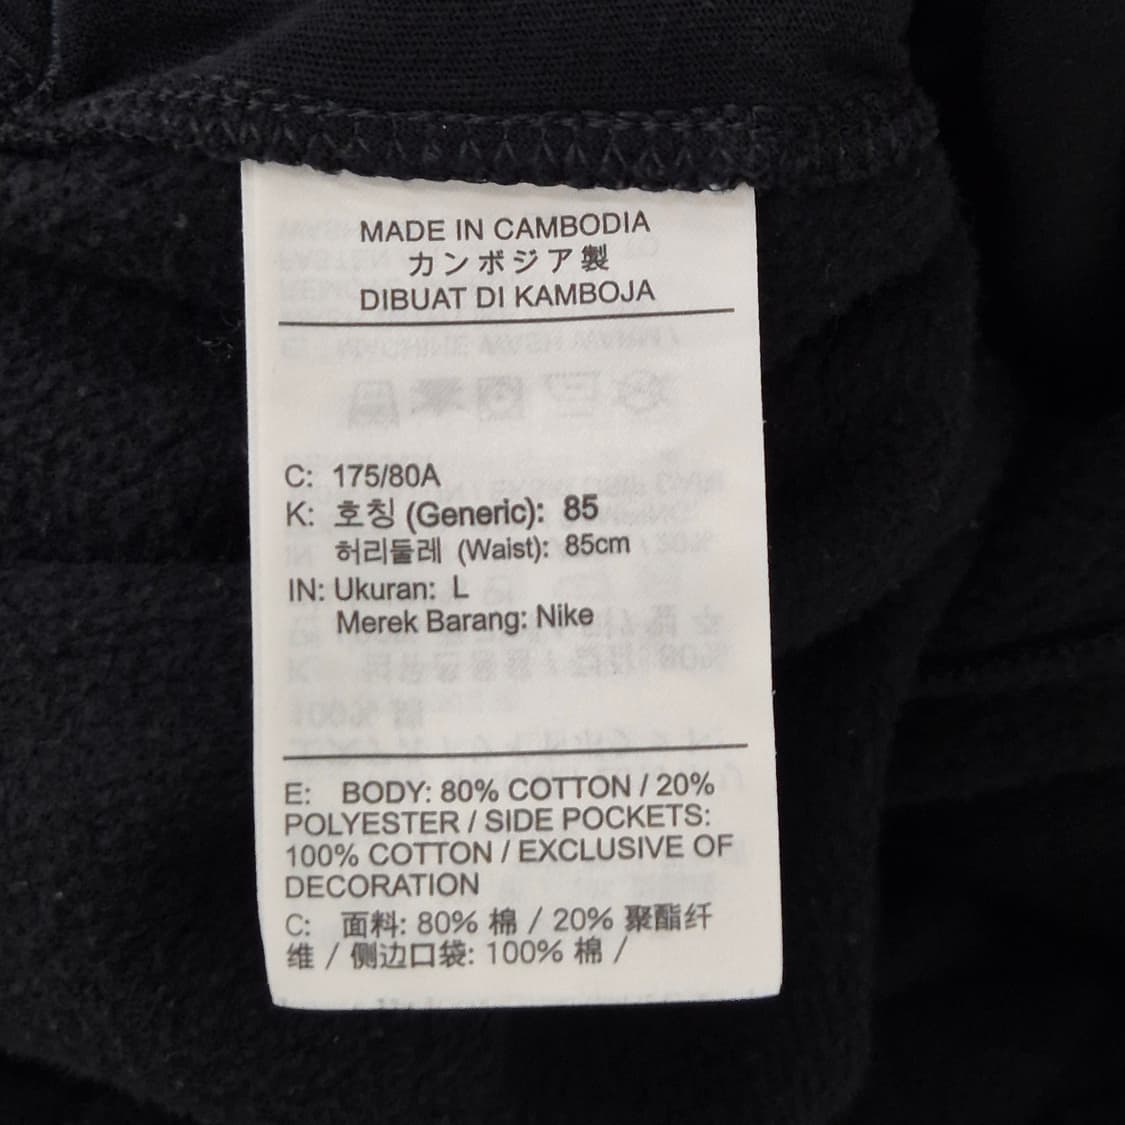 MADE IN CAMBODIA
カンボジア製
DIBUAT DI KAMBOJA
C: 175/80A
K: 호칭 (Generic): 85
허리둘레 (Waist): 85cm
IN: Ukuran: L
Merek Barang: Nike
E: BODY: 80% COTTON / 20%
POLYESTER / SIDE POCKETS:
100% COTTON / EXCLUSIVE OF
DECORATION
C: 面料: 80% 棉 / 20% 聚酯纤
维 / 侧边口袋: 100% 棉 /